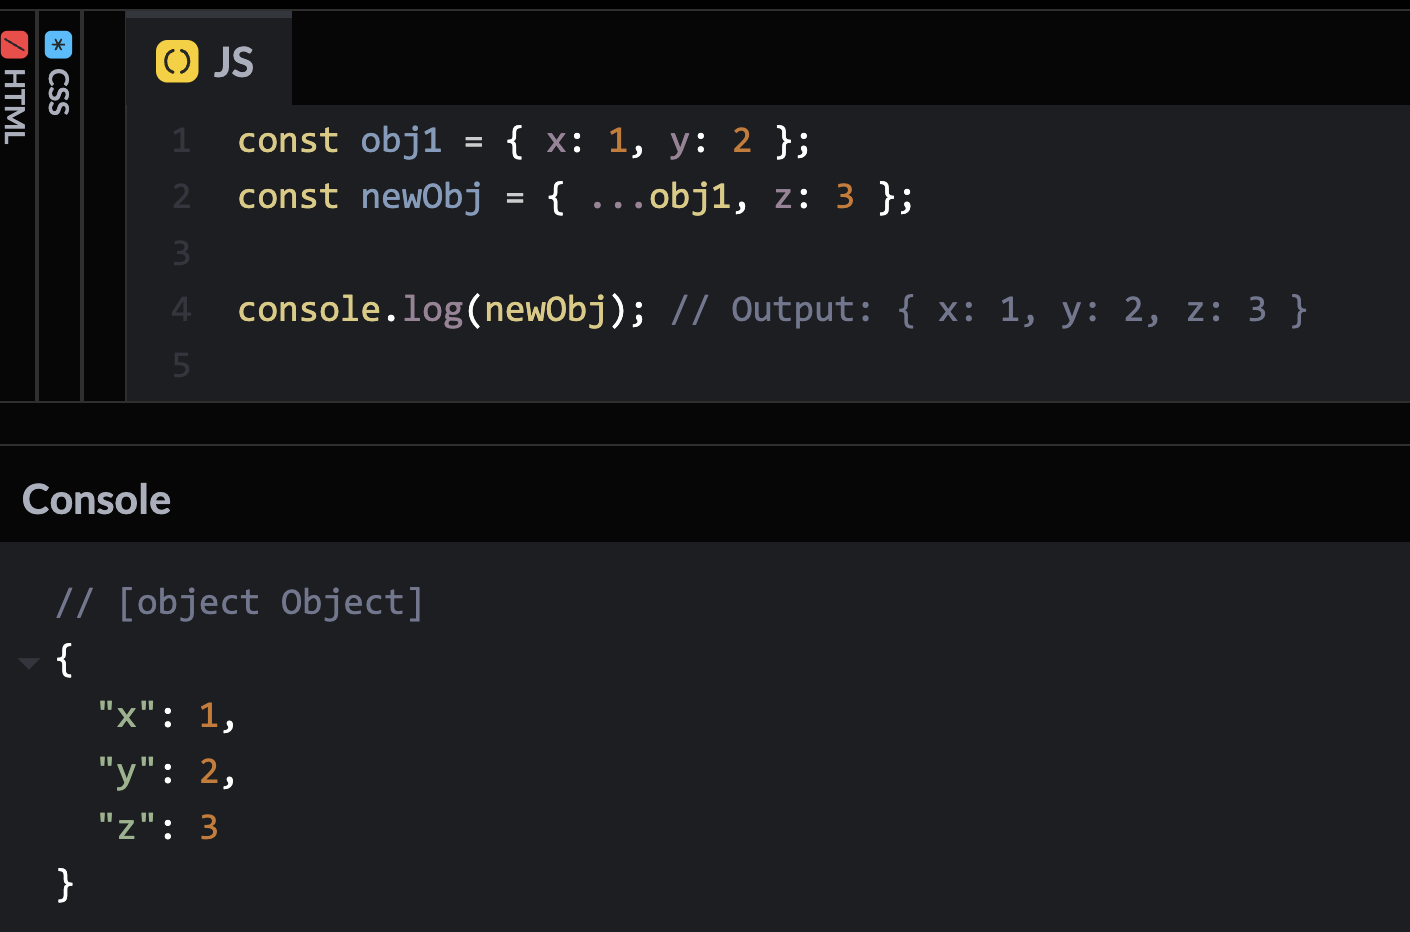 HTML
CSS
JS
1 const obj1 = { x: 1, y: 2 };
2 const newObj = { ...obj1, z: 3 };
3
4 console.log(newObj); // Output: { x: 1, y: 2, z: 3 }
5
Console
// [object Object]
{
"x": 1,
"y": 2,
"z": 3
}